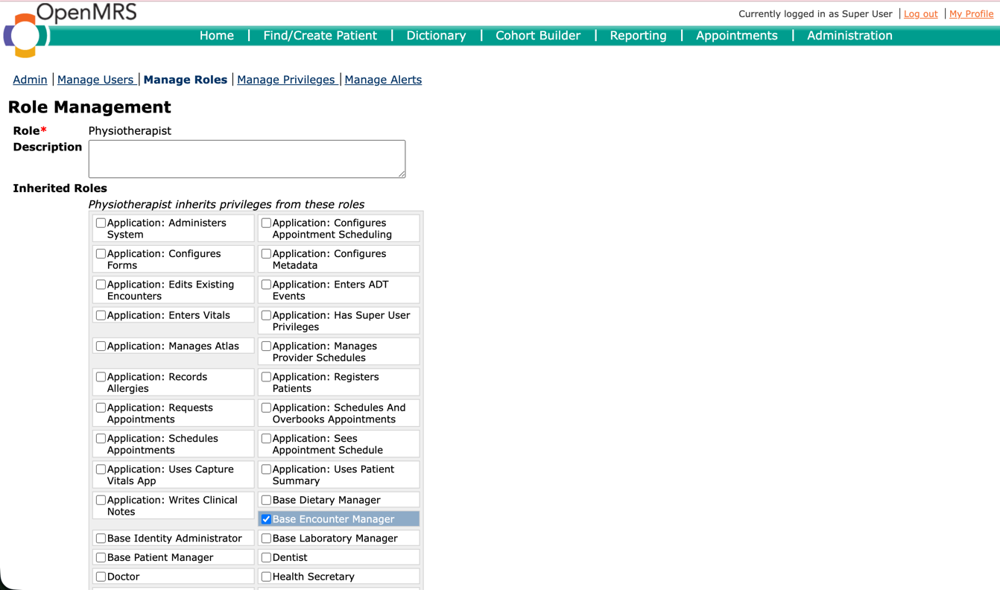 OpenMRS
Currently logged in as Super User | Log out | My Profile
Home | Find/Create Patient | Dictionary | Cohort Builder | Reporting | Appointments | Administration
Admin | Manage Users | Manage Roles | Manage Privileges | Manage Alerts
Role Management
Role* Physiotherapist
Description
Inherited Roles
Physiotherapist inherits privileges from these roles
Application: Administers
System
Application: Configures
Appointment Scheduling
Application: Configures
Forms
Application: Configures
Metadata
Application: Edits Existing
Encounters
Application: Enters ADT
Events
Application: Enters Vitals
Application: Has Super User
Privileges
Application: Manages Atlas
Application: Manages
Provider Schedules
Application: Records
Allergies
Application: Registers
Patients
Application: Requests
Appointments
Application: Schedules And
Overbooks Appointments
Application: Schedules
Appointments
Application: Sees
Appointment Schedule
Application: Uses Capture
Vitals App
Application: Uses Patient
Summary
Application: Writes Clinical
Notes
Base Dietary Manager
Base Encounter Manager
Base Identity Administrator
Base Laboratory Manager
Base Patient Manager
Dentist
Doctor
Health Secretary